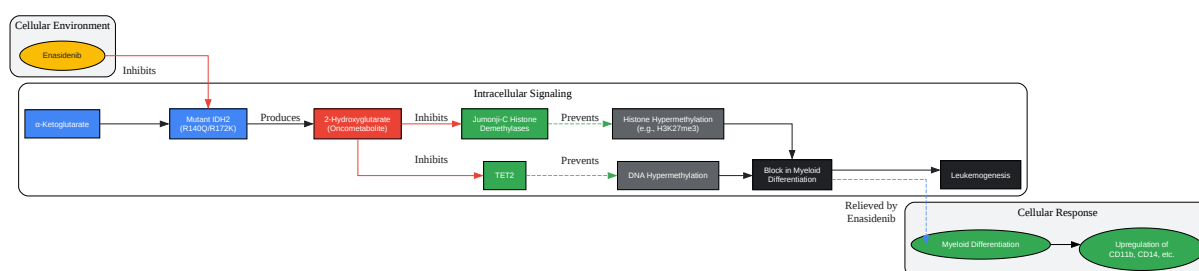 Cellular Environment
Enasidenib
Inhibits
Intracellular Signaling
α-Ketoglutarate
Mutant IDH2
(R140Q/R172K)
Produces
2-Hydroxyglutarate
(Oncometabolite)
Inhibits
Jumonji-C Histone
Demethylases
Prevents
Histone Hypermethylation
(e.g., H3K27me3)
Inhibits
TET2
Prevents
DNA Hypermethylation
Block in Myeloid
Differentiation
Leukemogenesis
Relieved by
Enasidenib
Cellular Response
Myeloid Differentiation
Upregulation of
CD11b, CD14, etc.